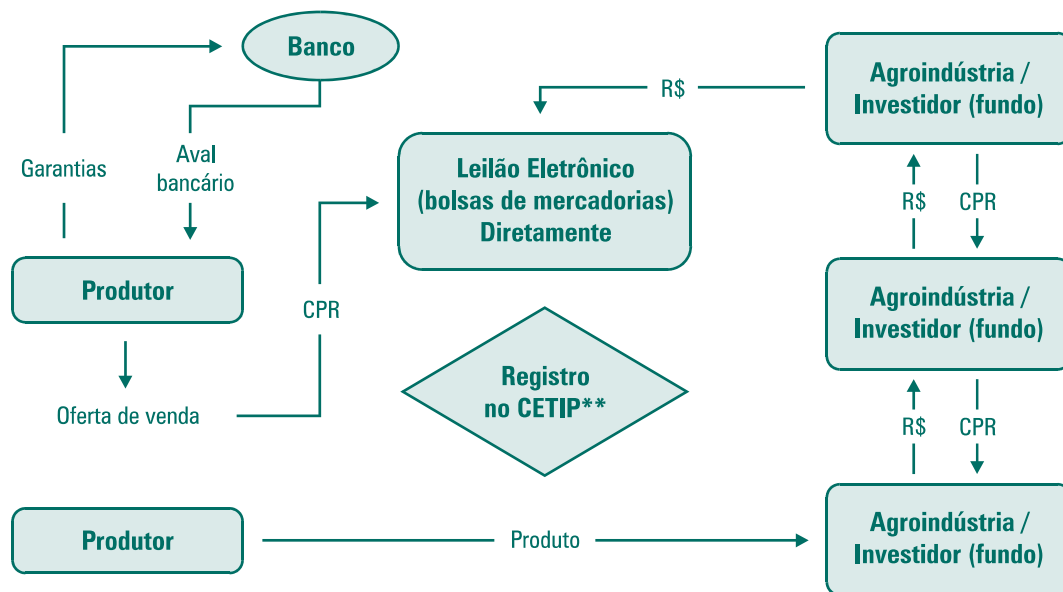 Banco
R$
Agroindústria /
Investidor (fundo)
Garantias
Aval
bancário
Leilão Eletrônico
(bolsas de mercadorias)
Diretamente
R$
CPR
Produtor
CPR
Agroindústria /
Investidor (fundo)
Registro
no CETIP**
Oferta de venda
R$
CPR
Produtor
Produto
Agroindústria /
Investidor (fundo)